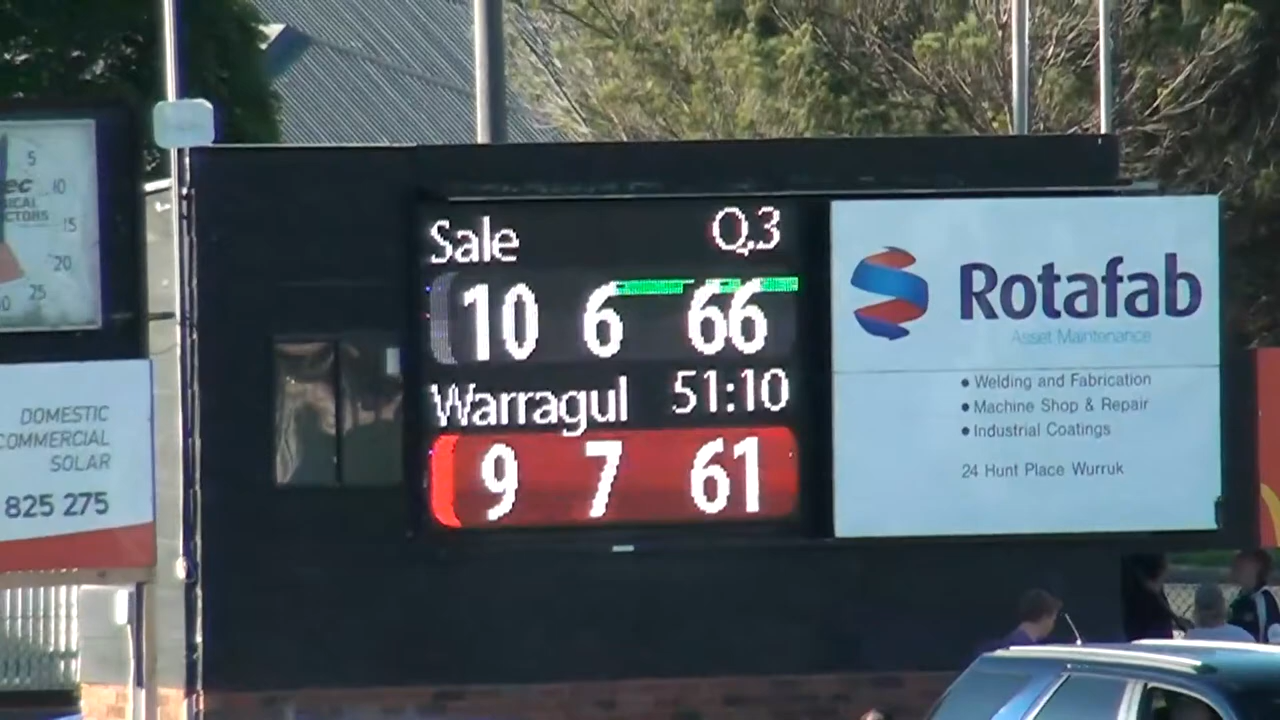 5
10
15
20
25
DOMESTIC
COMMERCIAL
SOLAR
825 275
Sale Q.3
10 6 66
Warragul 51:10
9 7 61
Rotafab
Asset Maintenance
• Welding and Fabrication
• Machine Shop & Repair
• Industrial Coatings
24 Hunt Place Wurruk